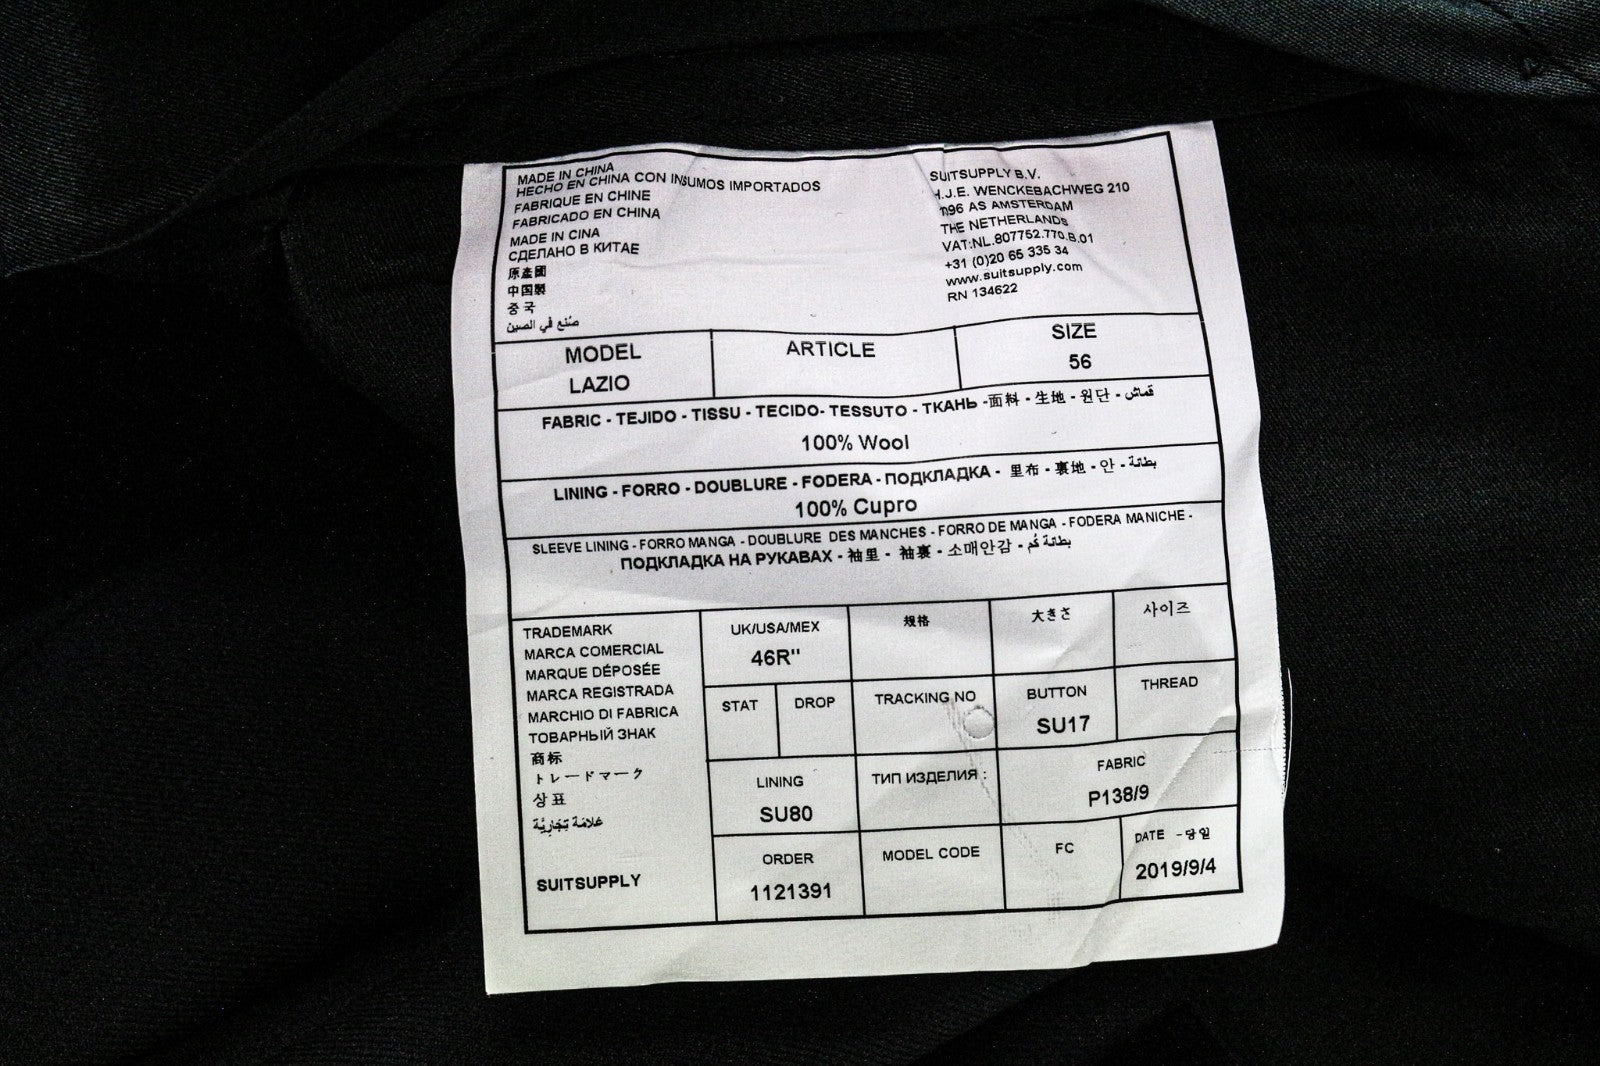 MADE IN CHINA
HECHO EN CHINA CON INSUMOS IMPORTADOS
FABRIQUE EN CHINE
FABRICADO EN CHINA
MADE IN CINA
СДЕЛАНО В КИТАЕ
原產國
中国製
중국
صُنع في الصين
SUITSUPPLY B.V.
H.J.E. WENCKEBACHWEG 210
1096 AS AMSTERDAM
THE NETHERLANDS
VAT:NL.807752.770.B.01
+31 (0)20 65 335 34
www.suitsupply.com
RN 134622
MODEL
LAZIO
ARTICLE
SIZE
56
FABRIC - TEJIDO - TISSU - TECIDO- TESSUTO - ТКАНЬ -面料 - 生地 - 원단 - قماش
100% Wool
LINING - FORRO - DOUBLURE - FODERA - ПОДКЛАДКА - 里布 - 裏地 - 안 - بطانة
100% Cupro
SLEEVE LINING - FORRO MANGA - DOUBLURE DES MANCHES - FORRO DE MANGA - FODERA MANICHE -
ПОДКЛАДКА НА РУКАВАХ - 袖里 - 袖裏 - 소매안감 - بطانة كُم
TRADEMARK
MARCA COMERCIAL
MARQUE DÉPOSÉE
MARCA REGISTRADA
MARCHIO DI FABRICA
ТОВАРНЫЙ ЗНАК
商标
トレードマーク
상표
عَلامَة تِجَارِيَّة
SUITSUPPLY
UK/USA/MEX
46R"
规格
大きさ
사이즈
STAT
DROP
TRACKING NO
BUTTON
SU17
THREAD
LINING
SU80
ТИП ИЗДЕЛИЯ :
FABRIC
P138/9
ORDER
1121391
MODEL CODE
FC
DATE -당일
2019/9/4